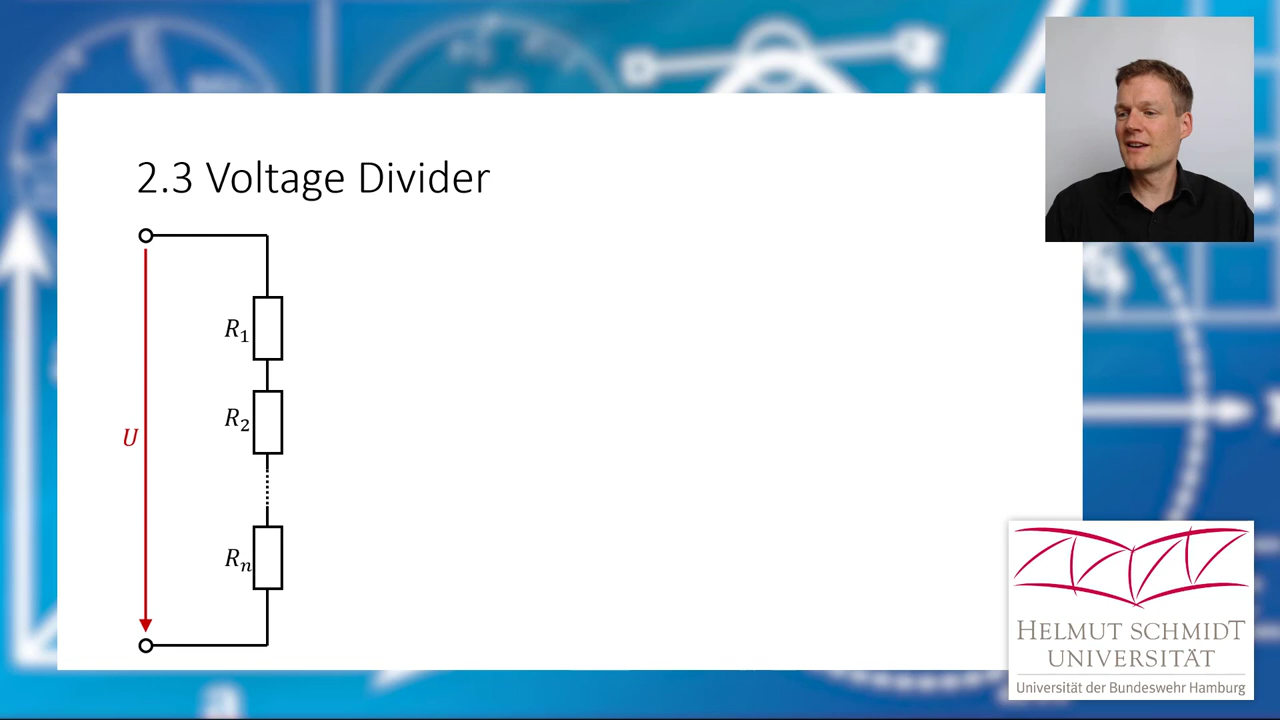 2.3 Voltage Divider
R₁
R₂
U
Rₙ
HELMUT SCHMIDT
UNIVERSITÄT
Universität der Bundeswehr Hamburg